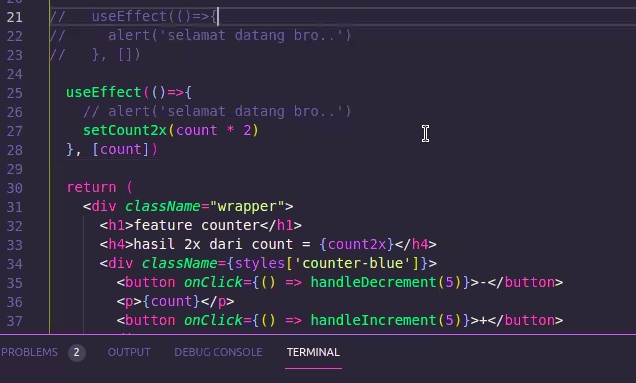 21 //   useEffect(()=>{
22 //     alert('selamat datang bro..')
23 //   }, [])
24
25   useEffect(()=>{
26     // alert('selamat datang bro..')
27     setCount2x(count * 2)
28   }, [count])
29
30   return (
31     <div className="wrapper">
32       <h1>feature counter</h1>
33       <h4>hasil 2x dari count = {count2x}</h4>
34       <div className={styles['counter-blue']}>
35         <button onClick={() => handleDecrement(5)}>-</button>
36         <p>{count}</p>
37         <button onClick={() => handleIncrement(5)}>+</button>
PROBLEMS 2 OUTPUT DEBUG CONSOLE TERMINAL